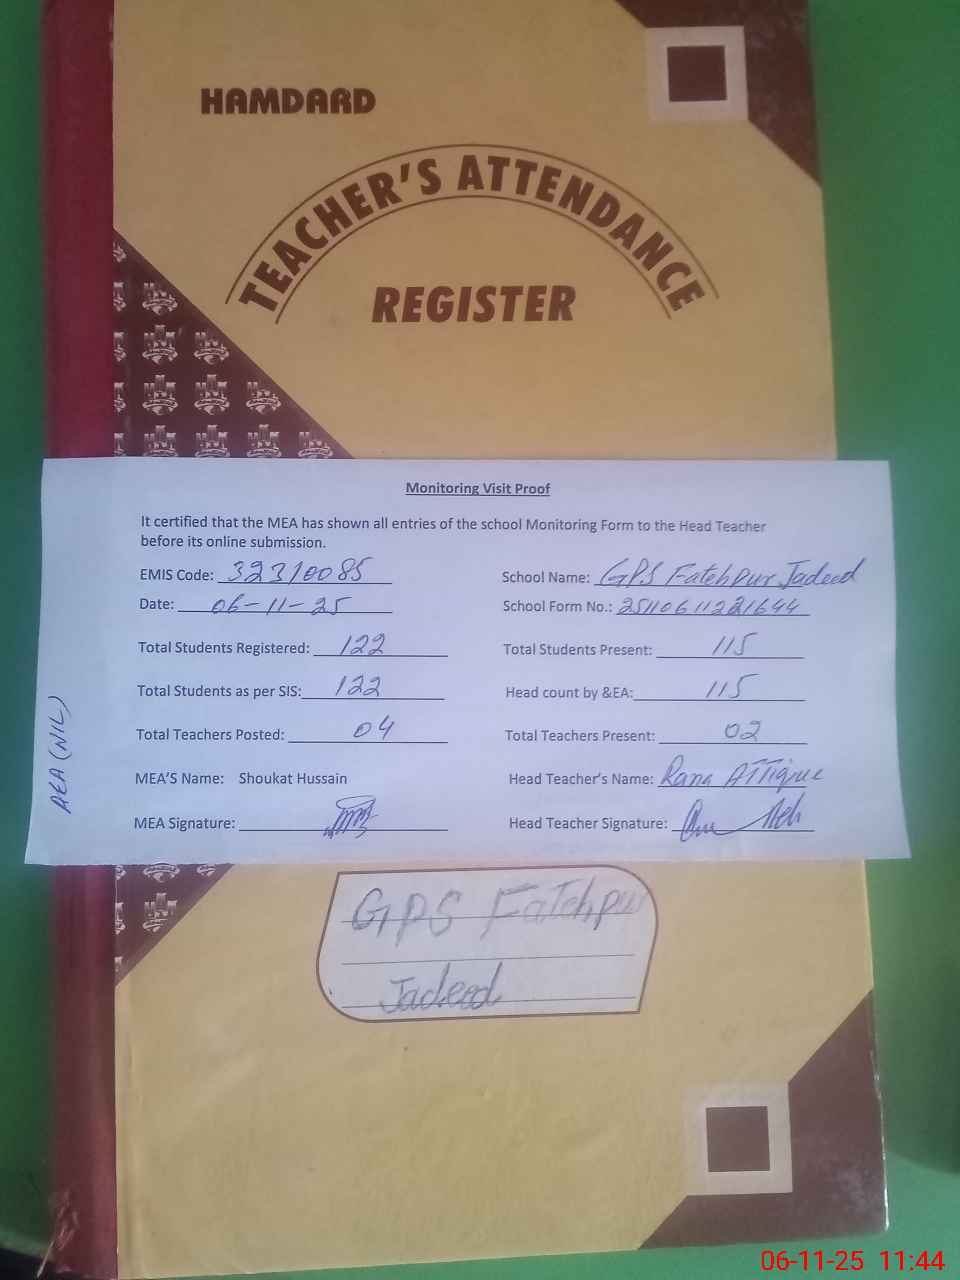 HAMDARD
TEACHER'S ATTENDANCE
REGISTER
Monitoring Visit Proof
It certified that the MEA has shown all entries of the school Monitoring Form to the Head Teacher
before its online submission.
EMIS Code: 32310085 School Name: GPS Fatehpur Jadeed
Date: 06-11-25 School Form No.: 25110611221644
Total Students Registered: 122 Total Students Present: 115
Total Students as per SIS: 122 Head count by &EA: 115
Total Teachers Posted: 04 Total Teachers Present: 02
MEA'S Name: Shoukat Hussain Head Teacher's Name: Rana ATTique
MEA Signature: Head Teacher Signature:
AEA (NIL)
GPS Fatehpur
Jadeed
06-11-25 11:44